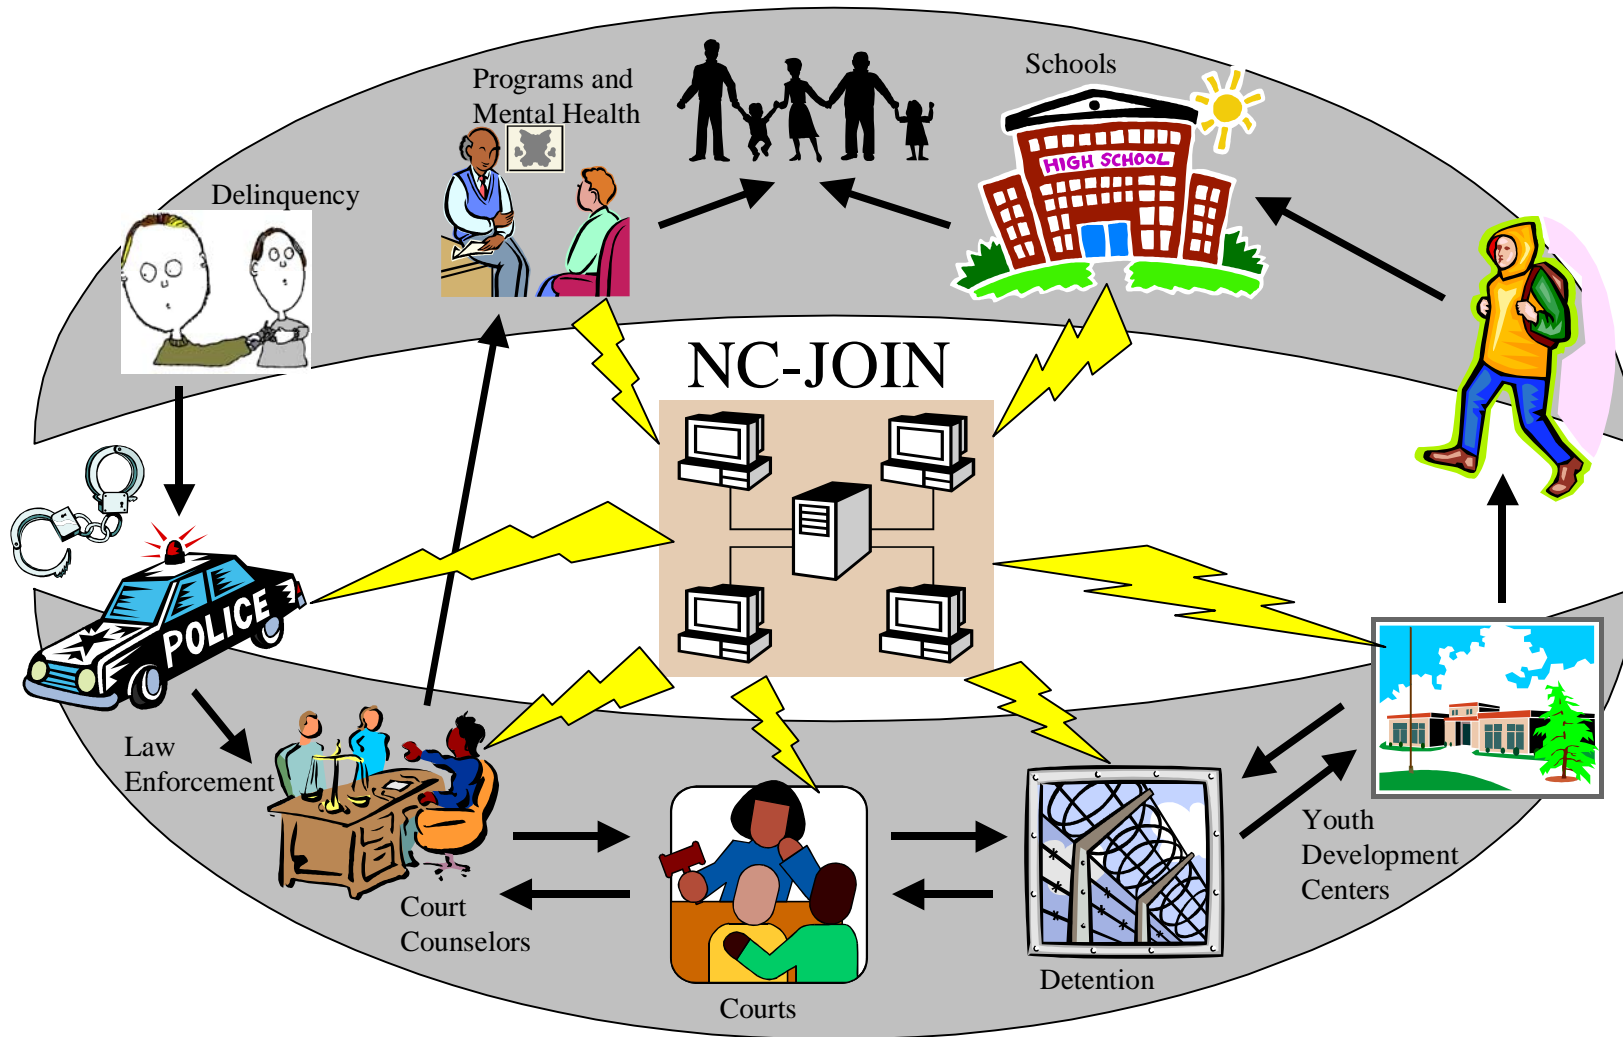 Programs and
Mental Health
Schools
HIGH SCHOOL
Delinquency
NC-JOIN
POLICE
Law
Enforcement
Court
Counselors
Courts
Detention
Youth
Development
Centers